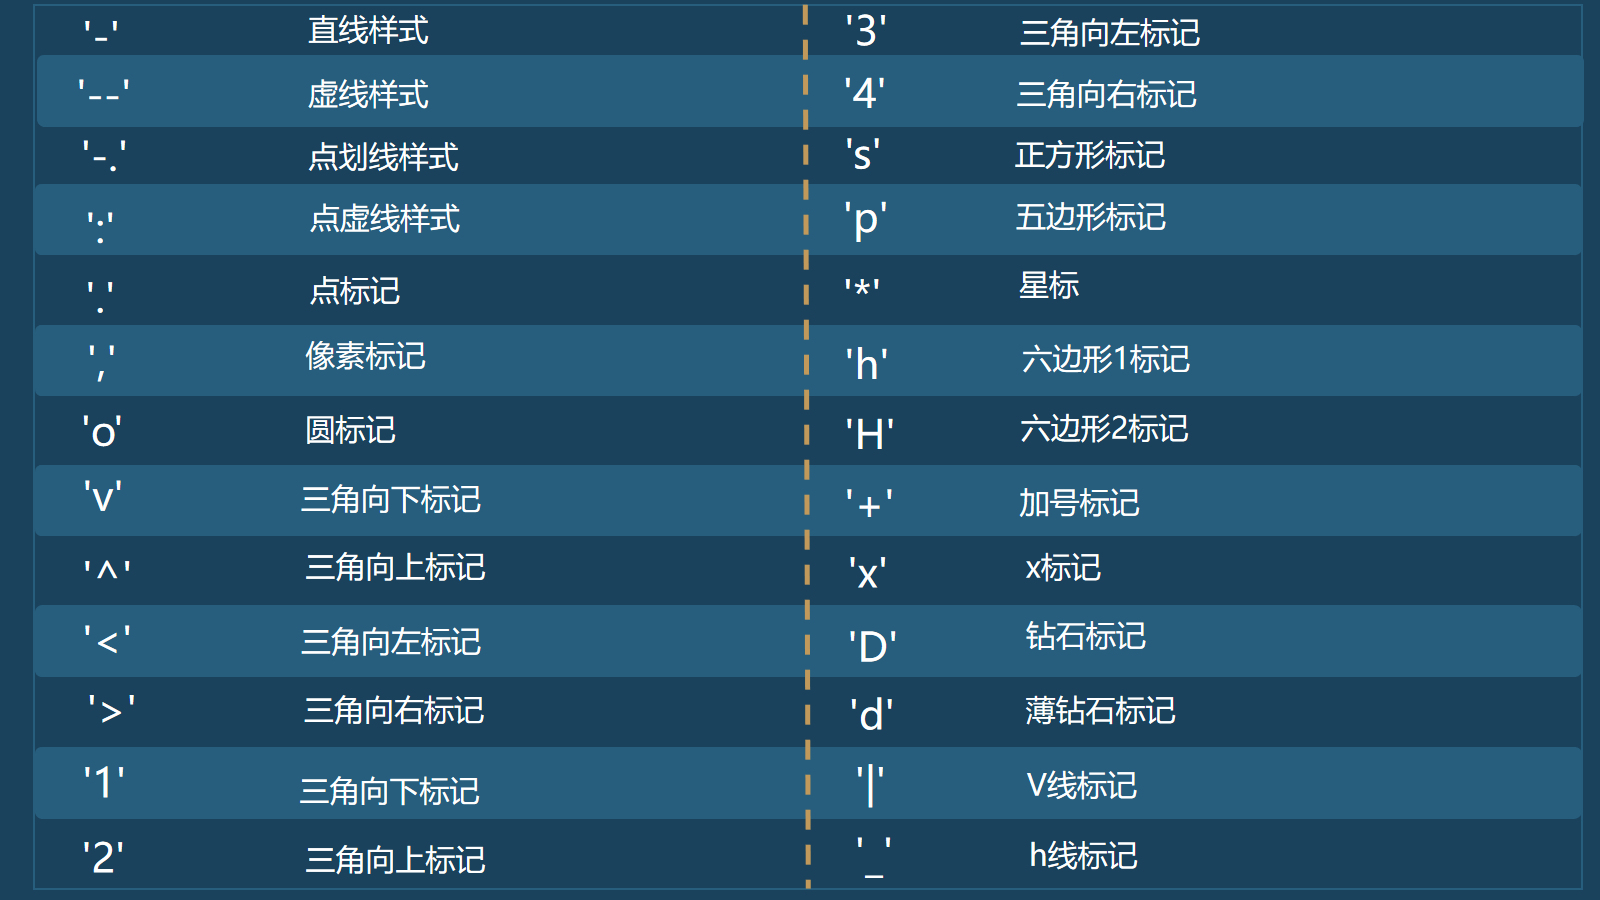 '-' 直线样式
'--' 虚线样式
'-.' 点划线样式
':' 点虚线样式
'.' 点标记
',' 像素标记
'o' 圆标记
'v' 三角向下标记
'^' 三角向上标记
'<' 三角向左标记
'>' 三角向右标记
'1' 三角向下标记
'2' 三角向上标记
'3' 三角向左标记
'4' 三角向右标记
's' 正方形标记
'p' 五边形标记
'*' 星标
'h' 六边形1标记
'H' 六边形2标记
'+' 加号标记
'x' x标记
'D' 钻石标记
'd' 薄钻石标记
'|' V线标记
'_' h线标记